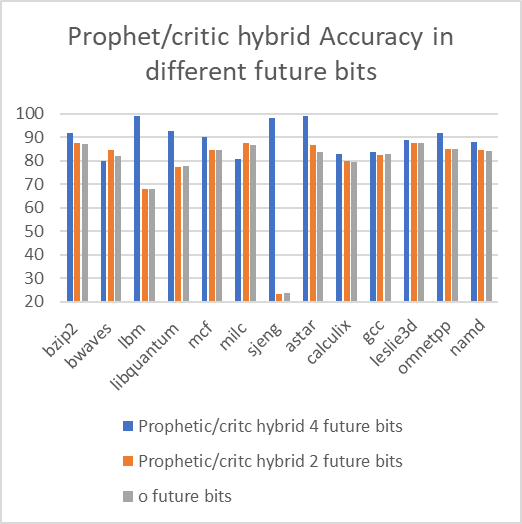 Prophet/critic hybrid Accuracy in
different future bits
100
90
80
70
60
50
40
30
20
bzip2
bwaves
lbm
libquantum
mcf
milc
sjeng
astar
calculix
gcc
leslie3d
omnetpp
namd
Prophetic/critc hybrid 4 future bits
Prophetic/critc hybrid 2 future bits
o future bits